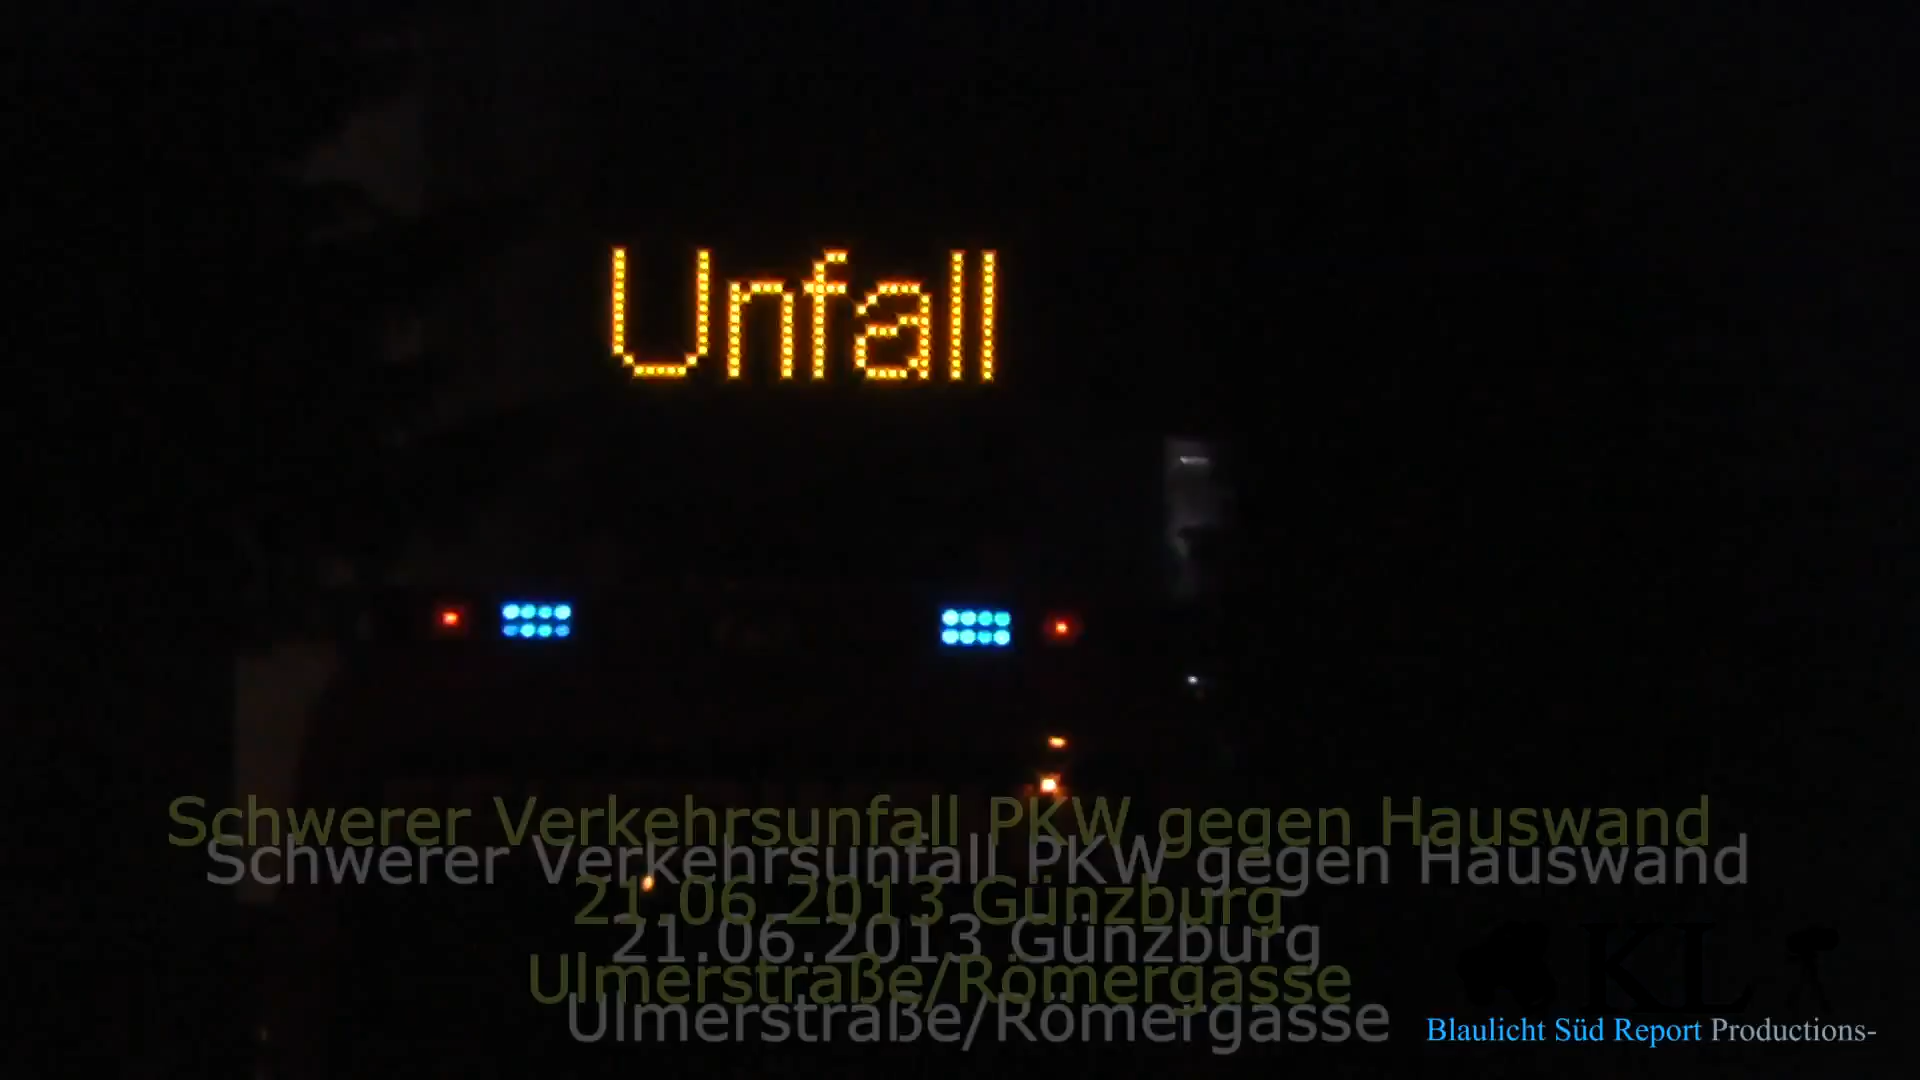 Unfall
Schwerer Verkehrsunfall PKW gegen Hauswand
Schwerer Verkehrsunfall PKW gegen Hauswand
21.06.2013 Günzburg
21.06.2013 Günzburg
Ulmerstraße/Römergasse
Ulmerstraße/Römergasse
KL
Blaulicht Süd Report Productions-